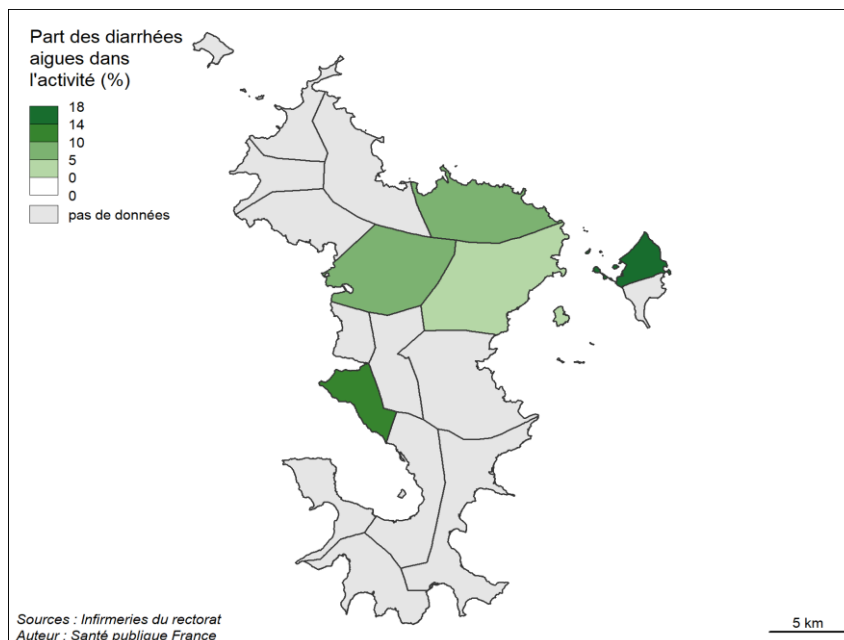 Part des diarrhées
aigues dans
l'activité (%)
18
14
10
5
0
0
pas de données
Sources : Infirmeries du rectorat
Auteur : Santé publique France
5 km